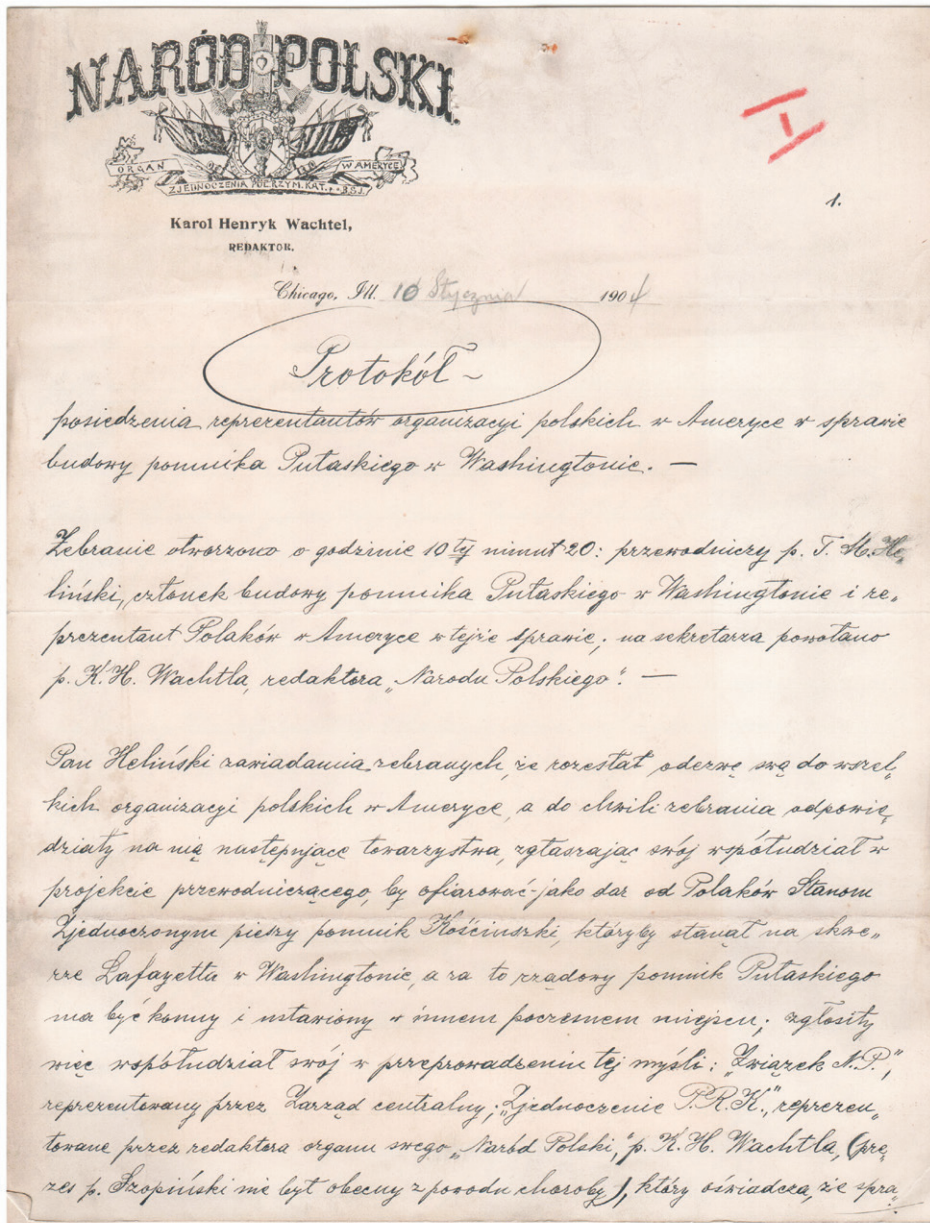 NARÓD POLSKI.
ORGAN
W AMERYCE
ZJEDNOCZENIA POL. RZYM. KAT.
I
1.
Karol Henryk Wachtel,
REDAKTOR.
Chicago, Ill. 10 Stycznia 1904
Protokół ~
posiedzenia reprezentantów organizacyi polskich w Ameryce w sprawie
budowy pomnika Pułaskiego w Washingtonie. —
Zebranie otworzono o godzinie 10 tej minut 20: przewodniczy p. T. M. He„
liński, członek budowy pomnika Pułaskiego w Washingtonie i re„
prezentant Polaków w Ameryce w tejże sprawie; na sekretarza powołano
p. K. H. Wachtla, redaktora „Narodu Polskiego". —
Pan Heliński zawiadamia zebranych, że rozesłał odezwę swą do wszel„
kich organizacyi polskich w Ameryce, a do chwili zebrania odpowie„
działy na nią następujące towarzystwa, zgłaszając swój współudział w
projekcie przewodniczącego, by ofiarować jako dar od Polaków Stanom
Zjednoczonym pieszy pomnik Kościuszki, któryby stanął na skwe„
rze Lafayetta w Washingtonie, a za to rządowy pomnik Pułaskiego
ma być konny i ustawiony w innem poczesnem miejscu; zgłosiły
więc współudział swój w przeprowadzeniu tej myśli: „Związek N.P.",
reprezentowany przez Zarząd centralny; „Zjednoczenie P.R.K.", reprezen„
towane przez redaktora organu swego „Naród Polski," p. K. H. Wachtla, (pre„
zes p. Szopiński nie był obecny z powodu choroby), który oświadcza, że spra„